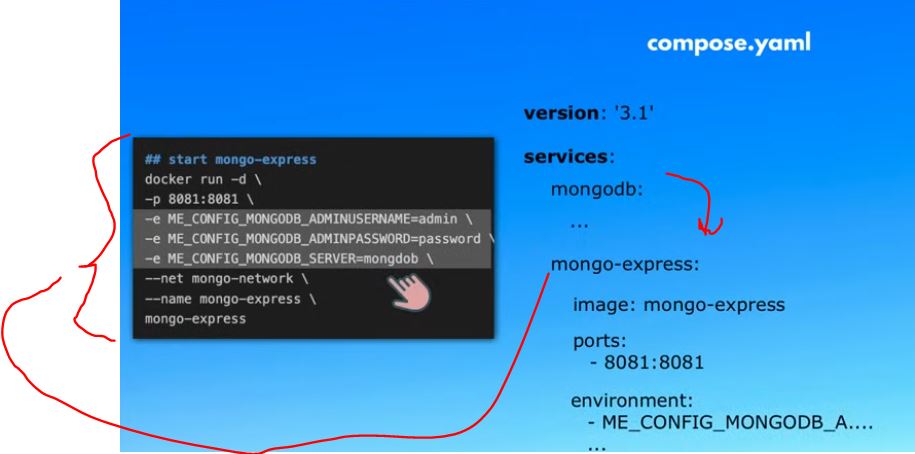 compose.yaml
## start mongo-express
docker run -d \
-p 8081:8081 \
-e ME_CONFIG_MONGODB_ADMINUSERNAME=admin \
-e ME_CONFIG_MONGODB_ADMINPASSWORD=password \
-e ME_CONFIG_MONGODB_SERVER=mongdob \
--net mongo-network \
--name mongo-express \
mongo-express
version: '3.1'
services:
mongodb:
...
mongo-express:
image: mongo-express
ports:
- 8081:8081
environment:
- ME_CONFIG_MONGODB_A....
...